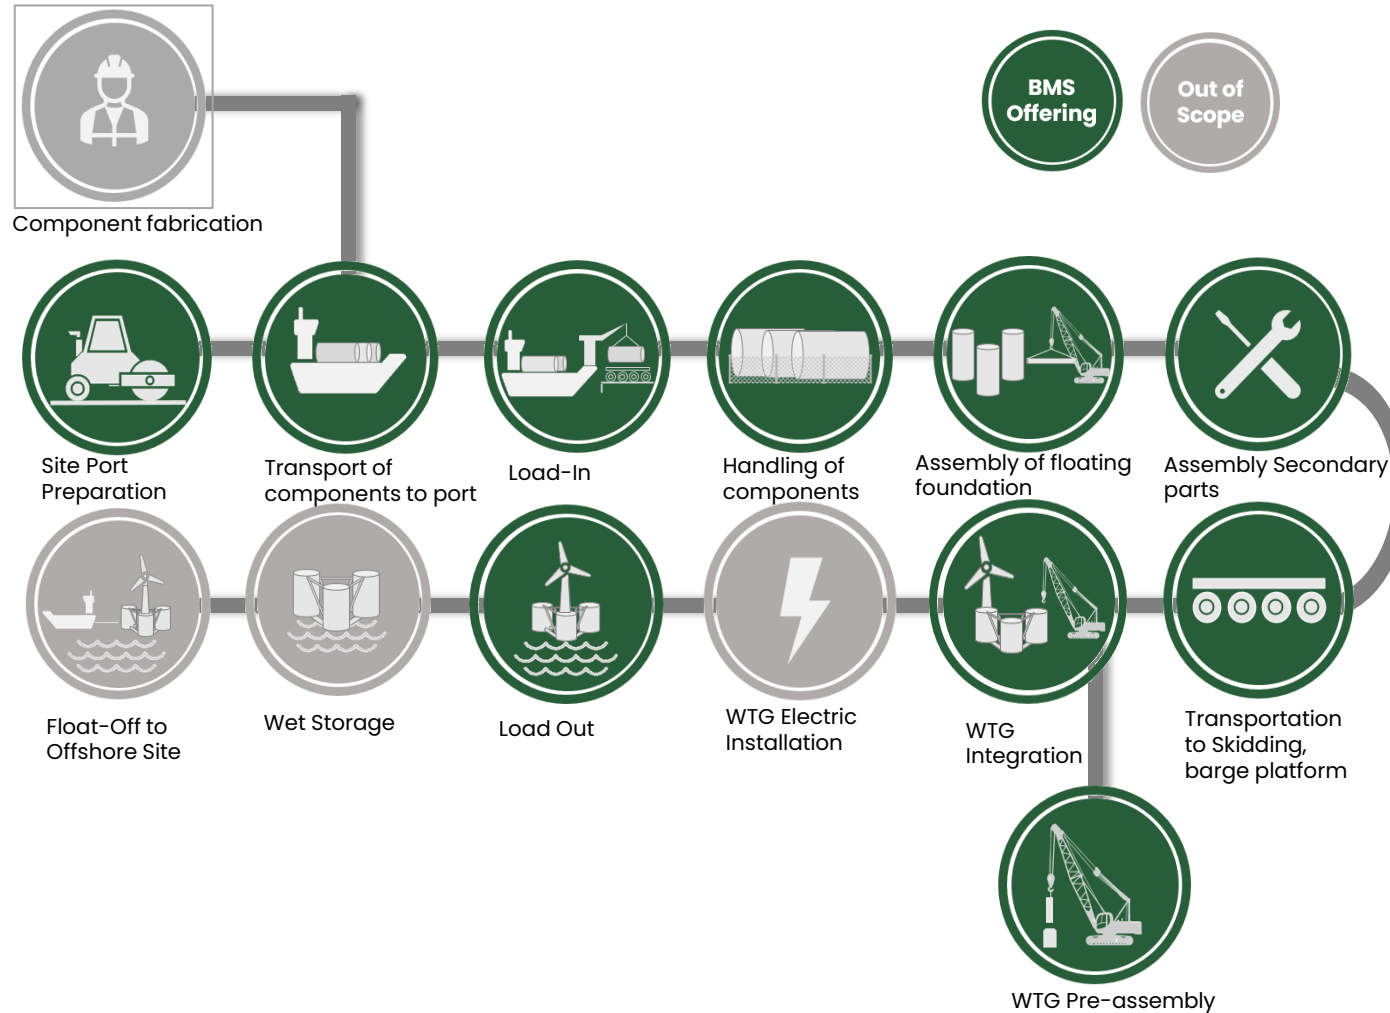 BMS
Offering
Out of
Scope
Component fabrication
Site Port
Preparation
Transport of
components to port
Load-In
Handling of
components
Assembly of floating
foundation
Assembly Secondary
parts
Float-Off to
Offshore Site
Wet Storage
Load Out
WTG Electric
Installation
WTG
Integration
Transportation
to Skidding,
barge platform
WTG Pre-assembly